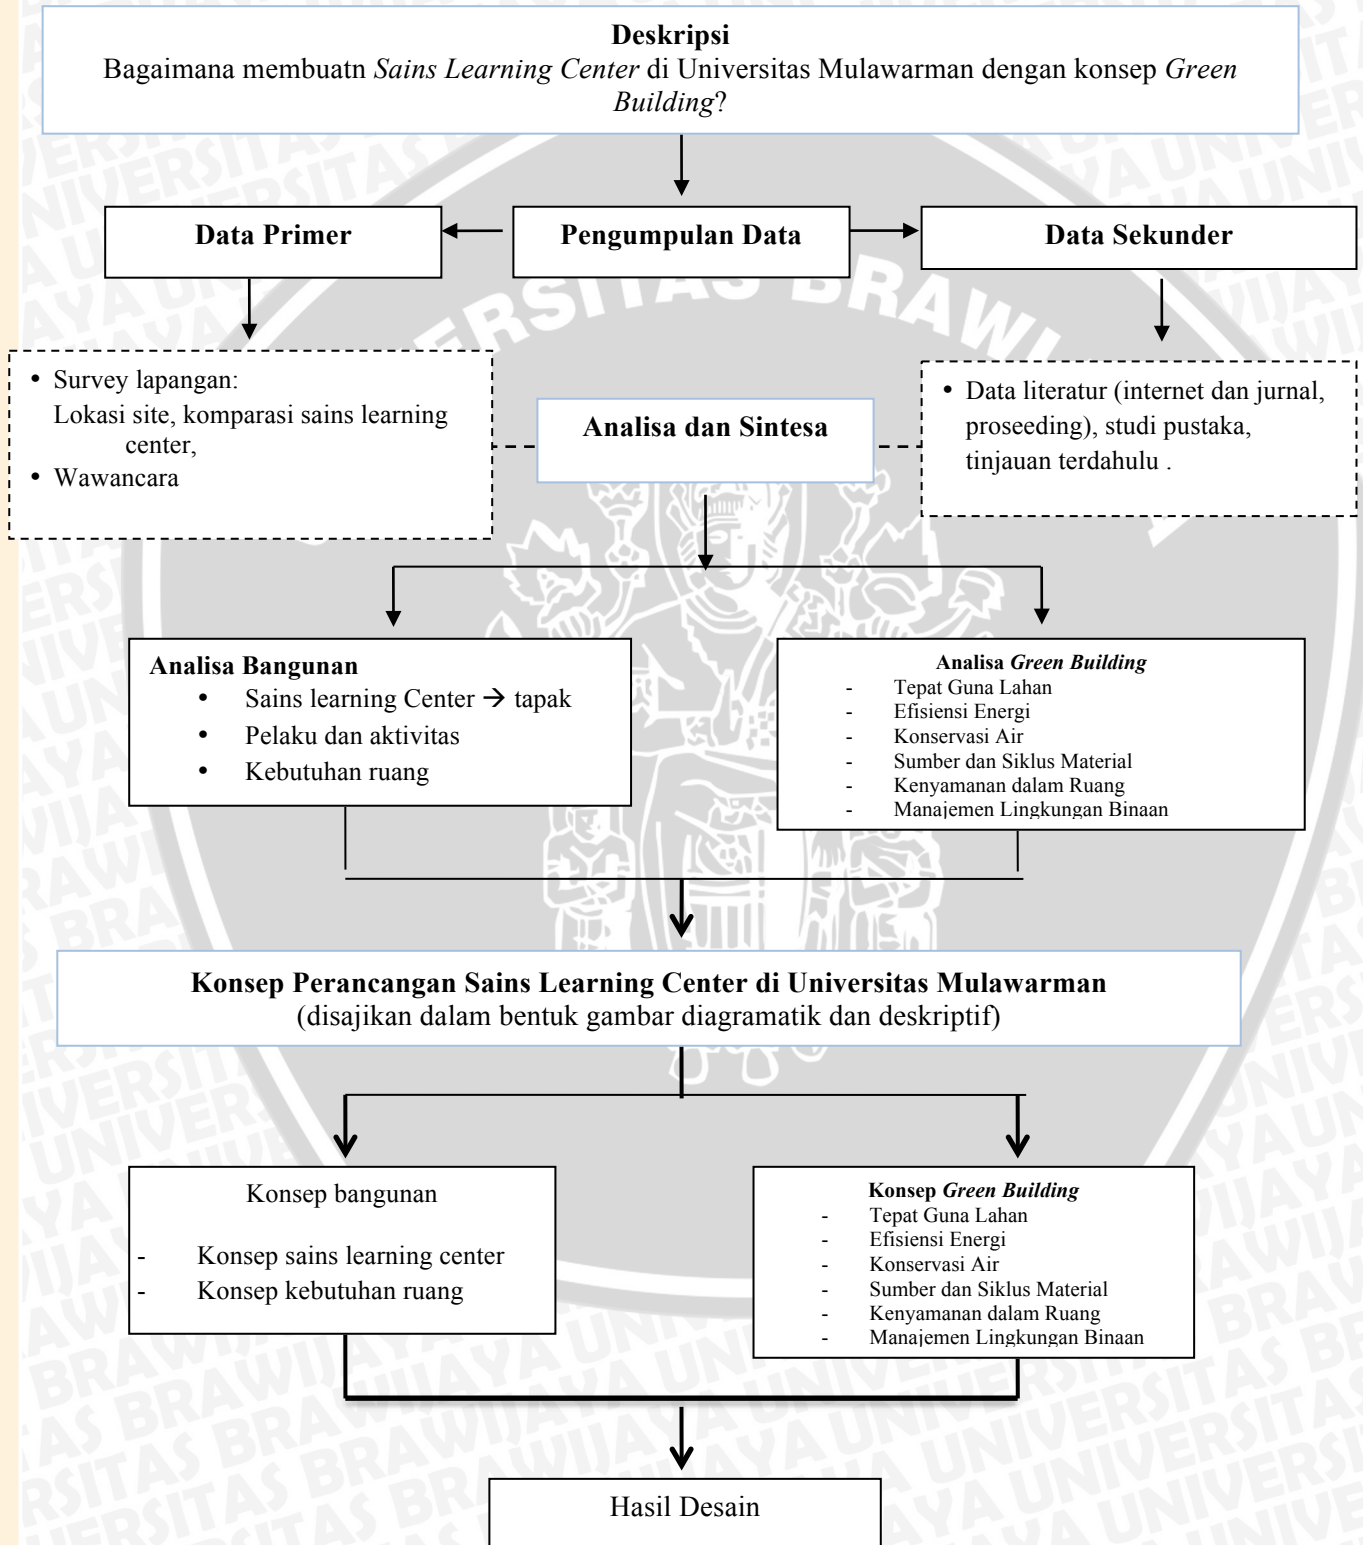 Deskripsi
Bagaimana membuatn Sains Learning Center di Universitas Mulawarman dengan konsep Green
Building?
Data Primer
Pengumpulan Data
Data Sekunder
• Survey lapangan:
Lokasi site, komparasi sains learning
center,
• Wawancara
Analisa dan Sintesa
• Data literatur (internet dan jurnal,
proseeding), studi pustaka,
tinjauan terdahulu .
Analisa Bangunan
• Sains learning Center → tapak
• Pelaku dan aktivitas
• Kebutuhan ruang
Analisa Green Building
- Tepat Guna Lahan
- Efisiensi Energi
- Konservasi Air
- Sumber dan Siklus Material
- Kenyamanan dalam Ruang
- Manajemen Lingkungan Binaan
Konsep Perancangan Sains Learning Center di Universitas Mulawarman
(disajikan dalam bentuk gambar diagramatik dan deskriptif)
Konsep bangunan
- Konsep sains learning center
- Konsep kebutuhan ruang
Konsep Green Building
- Tepat Guna Lahan
- Efisiensi Energi
- Konservasi Air
- Sumber dan Siklus Material
- Kenyamanan dalam Ruang
- Manajemen Lingkungan Binaan
Hasil Desain